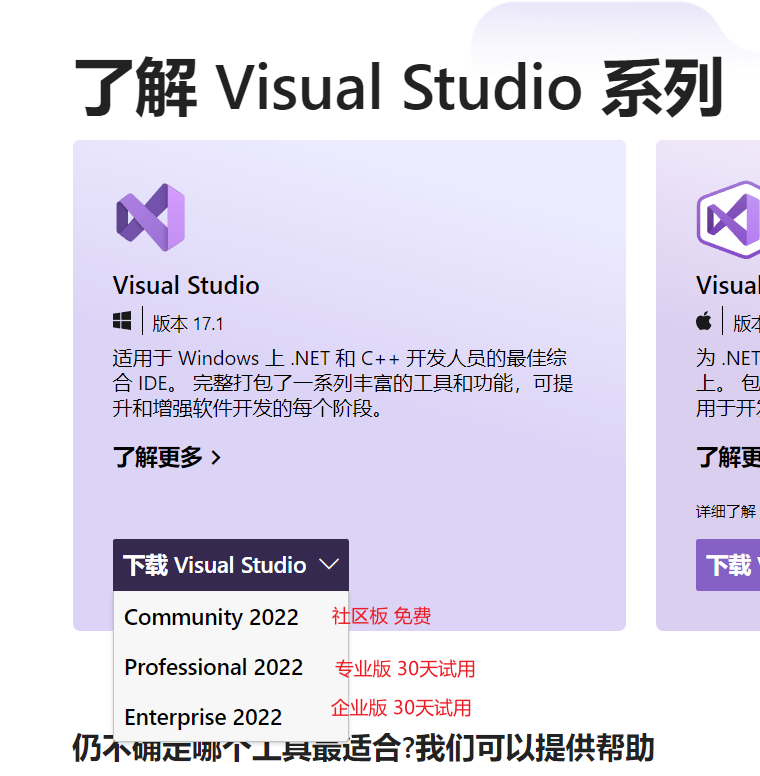 了解 Visual Studio 系列
Visual Studio
版本 17.1
适用于 Windows 上 .NET 和 C++ 开发人员的最佳综
合 IDE。 完整打包了一系列丰富的工具和功能，可提
升和增强软件开发的每个阶段。
了解更多
下载 Visual Studio
Community 2022 社区板 免费
Professional 2022 专业版 30天试用
Enterprise 2022 企业版 30天试用
Visual
版本
为 .NET
上。 包
用于开发
了解更
详细了解
下载
仍不确定哪个工具最适合?我们可以提供帮助